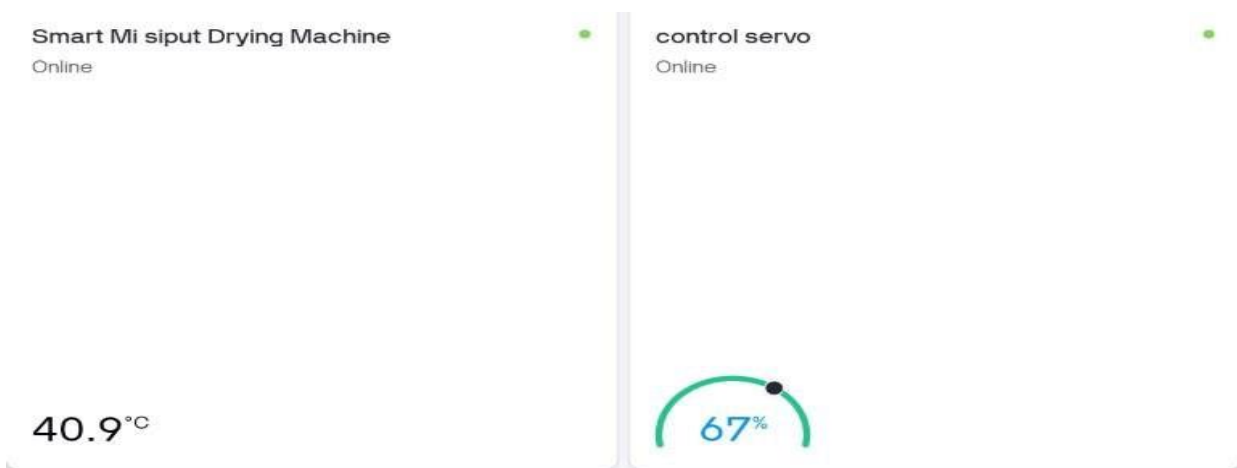 Smart Mi siput Drying Machine
Online
40.9°C
control servo
Online
67%